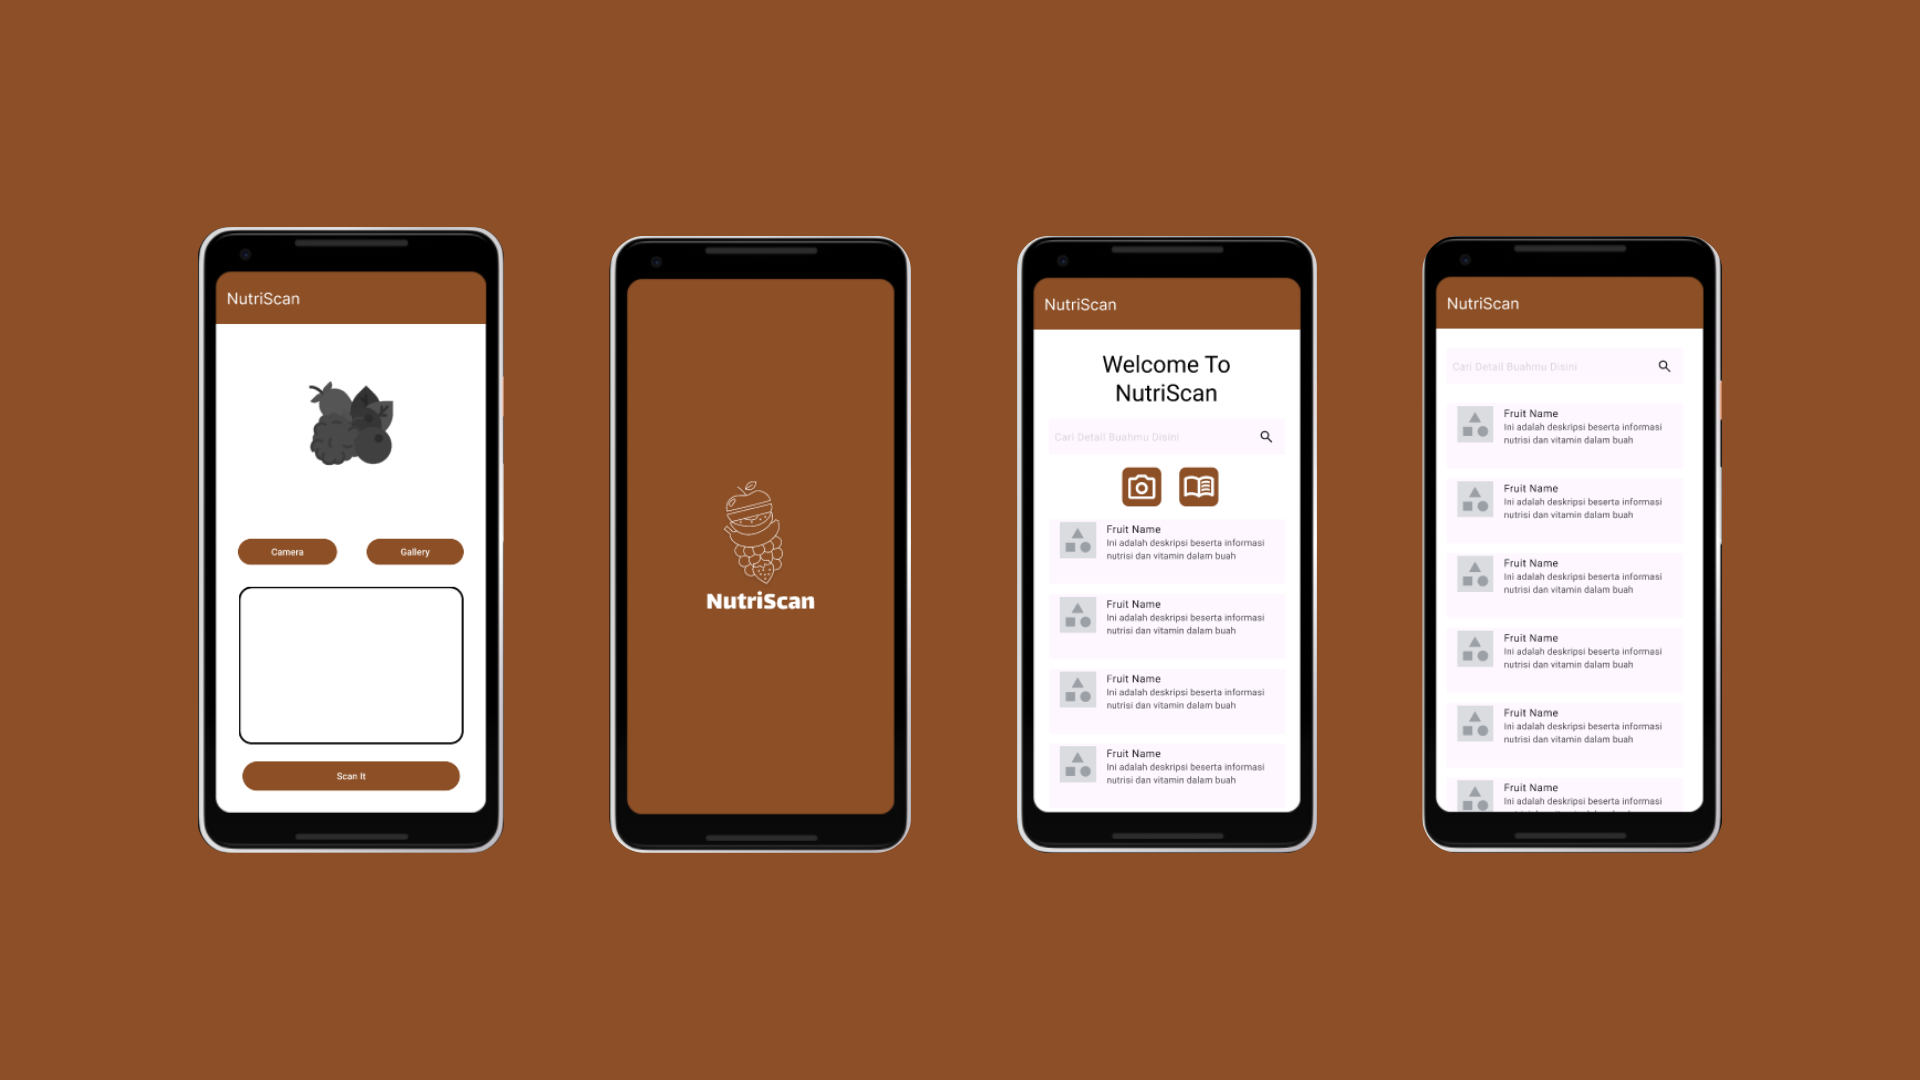 NutriScan
Camera
Gallery
Scan It
NutriScan
NutriScan
Welcome To
NutriScan
Cari Detail Buahmu Disini
Fruit Name
Ini adalah deskripsi beserta informasi
nutrisi dan vitamin dalam buah
Fruit Name
Ini adalah deskripsi beserta informasi
nutrisi dan vitamin dalam buah
Fruit Name
Ini adalah deskripsi beserta informasi
nutrisi dan vitamin dalam buah
Fruit Name
Ini adalah deskripsi beserta informasi
nutrisi dan vitamin dalam buah
NutriScan
Cari Detail Buahmu Disini
Fruit Name
Ini adalah deskripsi beserta informasi
nutrisi dan vitamin dalam buah
Fruit Name
Ini adalah deskripsi beserta informasi
nutrisi dan vitamin dalam buah
Fruit Name
Ini adalah deskripsi beserta informasi
nutrisi dan vitamin dalam buah
Fruit Name
Ini adalah deskripsi beserta informasi
nutrisi dan vitamin dalam buah
Fruit Name
Ini adalah deskripsi beserta informasi
nutrisi dan vitamin dalam buah
Fruit Name
Ini adalah deskripsi beserta informasi